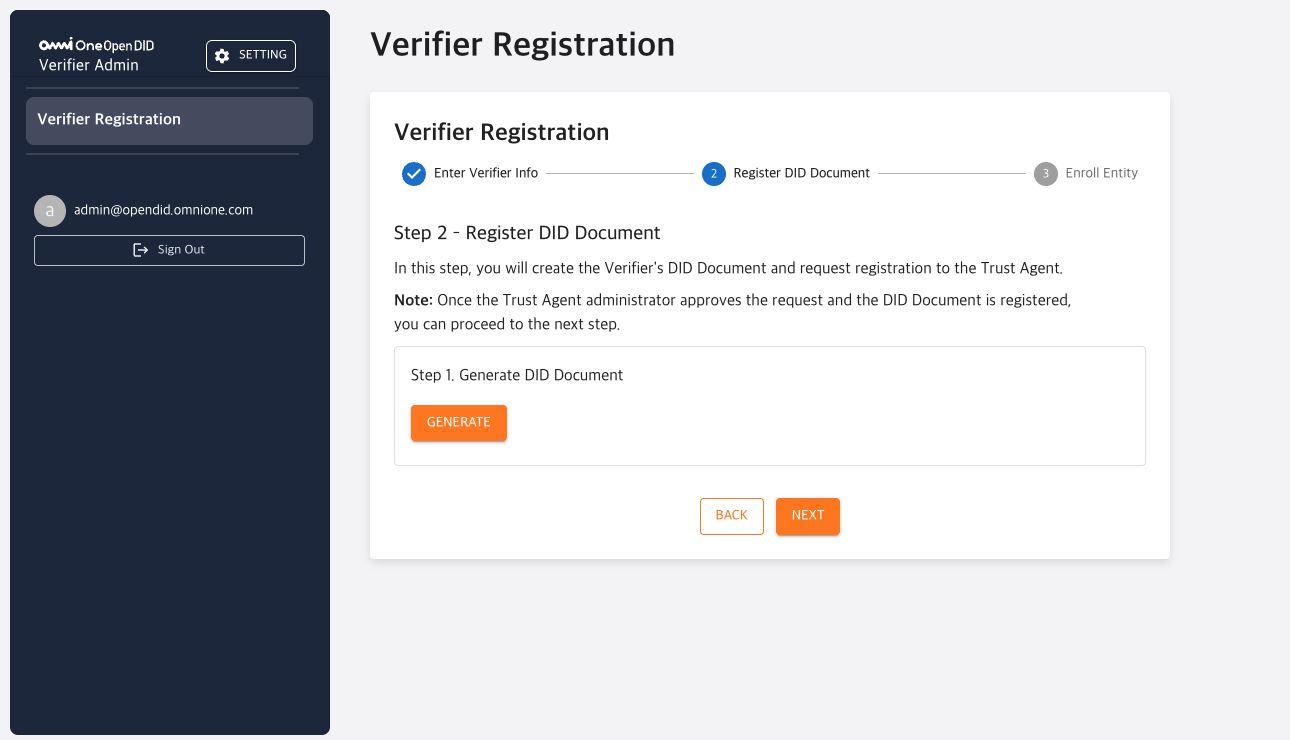 omni One Open DID
Verifier Admin
SETTING
Verifier Registration
a
admin@opendid.omnione.com
Sign Out
Verifier Registration
Verifier Registration
Enter Verifier Info
2
Register DID Document
3
Enroll Entity
Step 2 - Register DID Document
In this step, you will create the Verifier's DID Document and request registration to the Trust Agent.
Note: Once the Trust Agent administrator approves the request and the DID Document is registered,
you can proceed to the next step.
Step 1. Generate DID Document
GENERATE
BACK
NEXT